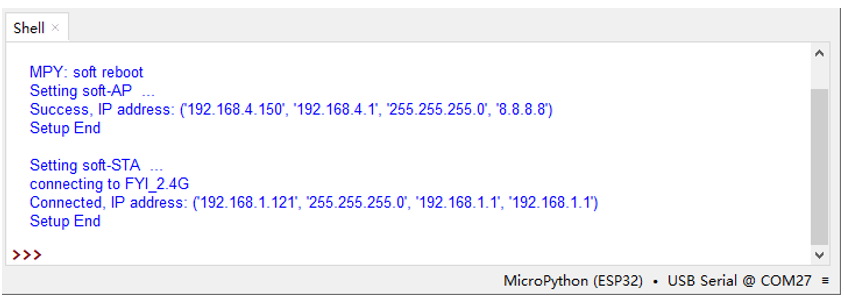 Shell ×
MPY: soft reboot
Setting soft-AP  ...
Success, IP address: ('192.168.4.150', '192.168.4.1', '255.255.255.0', '8.8.8.8')
Setup End
Setting soft-STA  ...
connecting to FYI_2.4G
Connected, IP address: ('192.168.1.121', '255.255.255.0', '192.168.1.1', '192.168.1.1')
Setup End
>>>
MicroPython (ESP32)  •  USB Serial @ COM27  ≡